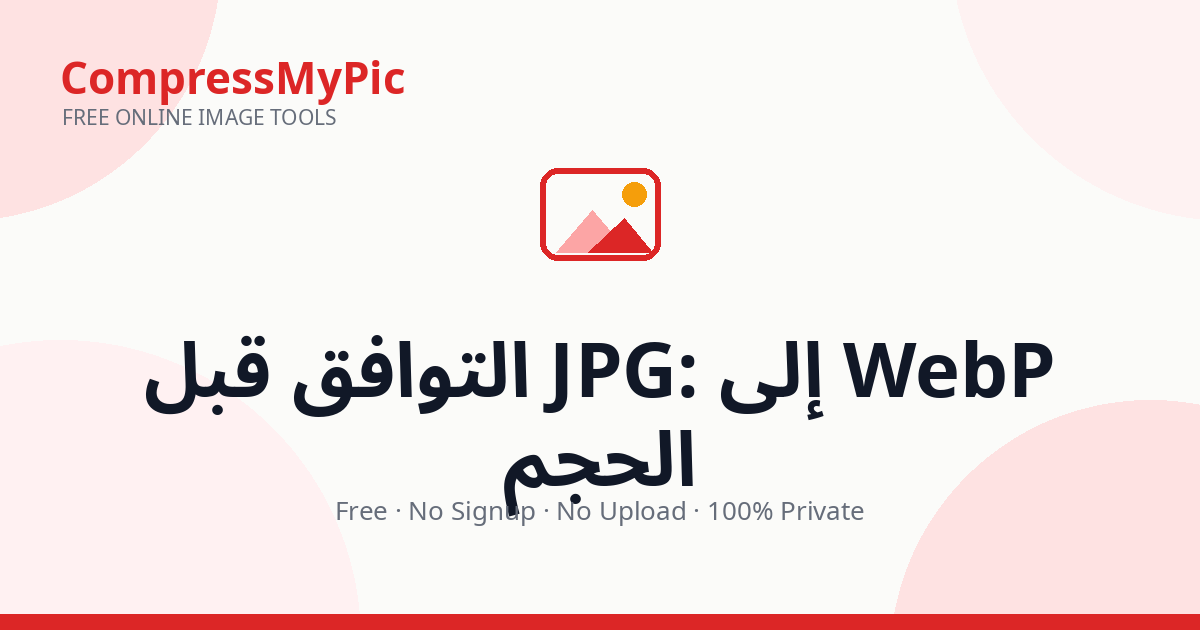 CompressMyPic
FREE ONLINE IMAGE TOOLS
WebP إلى JPG: التوافق قبل
الحجم
Free · No Signup · No Upload · 100% Private